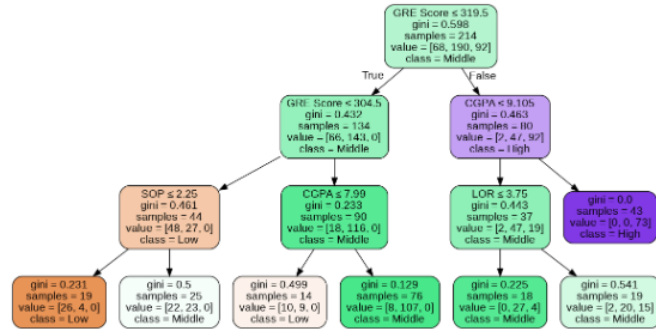 GRE Score ≤ 319.5
gini = 0.598
samples = 214
value = [68, 190, 92]
class = Middle
True
False
GRE Score ≤ 304.5
gini = 0.432
samples = 134
value = [66, 143, 0]
class = Middle
CGPA ≤ 9.105
gini = 0.463
samples = 80
value = [2, 47, 92]
class = High
SOP ≤ 2.25
gini = 0.461
samples = 44
value = [48, 27, 0]
class = Low
CGPA ≤ 7.99
gini = 0.233
samples = 90
value = [18, 116, 0]
class = Middle
LOR ≤ 3.75
gini = 0.443
samples = 37
value = [2, 47, 19]
class = Middle
gini = 0.0
samples = 43
value = [0, 0, 73]
class = High
gini = 0.231
samples = 19
value = [26, 4, 0]
class = Low
gini = 0.5
samples = 25
value = [22, 23, 0]
class = Middle
gini = 0.499
samples = 14
value = [10, 9, 0]
class = Low
gini = 0.129
samples = 76
value = [8, 107, 0]
class = Middle
gini = 0.225
samples = 18
value = [0, 27, 4]
class = Middle
gini = 0.541
samples = 19
value = [2, 20, 15]
class = Middle